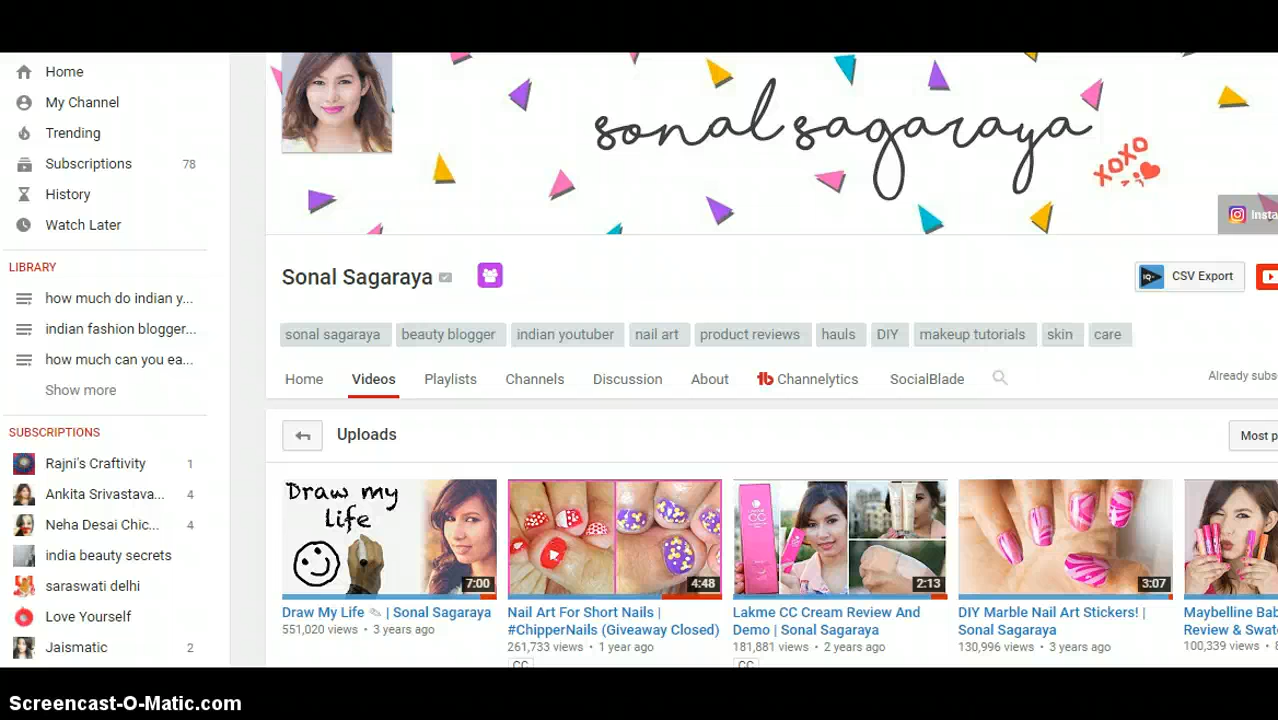 Home
My Channel
Trending
Subscriptions 78
History
Watch Later
LIBRARY
how much do indian y...
indian fashion blogger...
how much can you ea...
Show more
SUBSCRIPTIONS
Rajni's Craftivity 1
Ankita Srivastava... 4
Neha Desai Chic... 4
india beauty secrets
saraswati delhi
Love Yourself
Jaismatic 2
sonal sagaraya
xoxo
Insta
Sonal Sagaraya
IQ CSV Export
sonal sagaraya beauty blogger indian youtuber nail art product reviews hauls DIY makeup tutorials skin care
Home Videos Playlists Channels Discussion About Channelytics SocialBlade
Already subs
Uploads
Most p
Draw my
life
7:00
Draw My Life ✎ | Sonal Sagaraya
551,020 views • 3 years ago
4:48
Nail Art For Short Nails |
#ChipperNails (Giveaway Closed)
261,733 views • 1 year ago
CC
CC
2:13
Lakme CC Cream Review And
Demo | Sonal Sagaraya
181,881 views • 2 years ago
CC
3:07
DIY Marble Nail Art Stickers! |
Sonal Sagaraya
130,996 views • 3 years ago
Maybelline Bab
Review & Swat
100,339 views • 8
Screencast-O-Matic.com